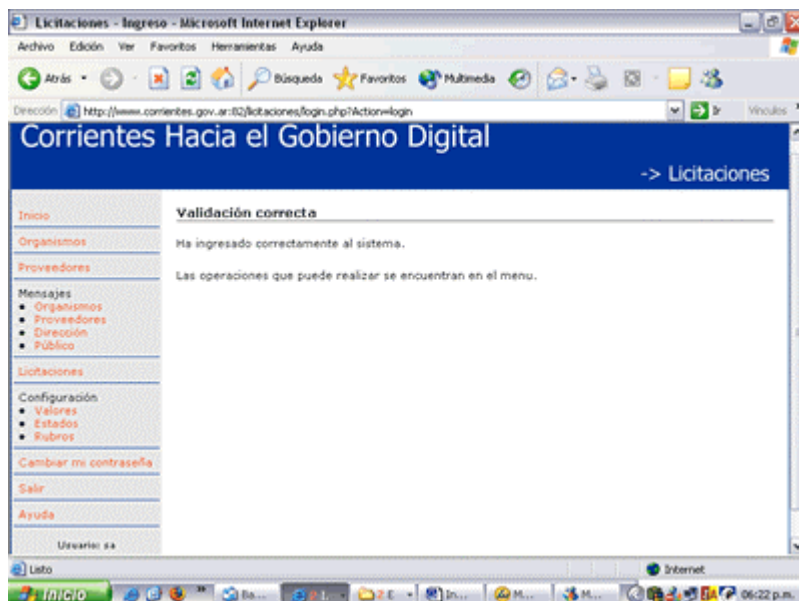 Licitaciones - Ingreso - Microsoft Internet Explorer
Archivo Edición Ver Favoritos Herramientas Ayuda
Atrás Búsqueda Favoritos Multimedia
Dirección http://www.corrientes.gov.ar:82/licitaciones/login.php?Action=login Ir Vínculos
Corrientes Hacia el Gobierno Digital
-> Licitaciones
Inicio
Organismos
Proveedores
Mensajes
• Organismos
• Proveedores
• Dirección
• Público
Licitaciones
Configuración
• Valores
• Estados
• Rubros
Cambiar mi contraseña
Salir
Ayuda
Usuario: sa
Validación correcta
Ha ingresado correctamente al sistema.
Las operaciones que puede realizar se encuentran en el menu.
Listo Internet
Inicio Ba... 2 E In... M... M... 06:22 p.m.